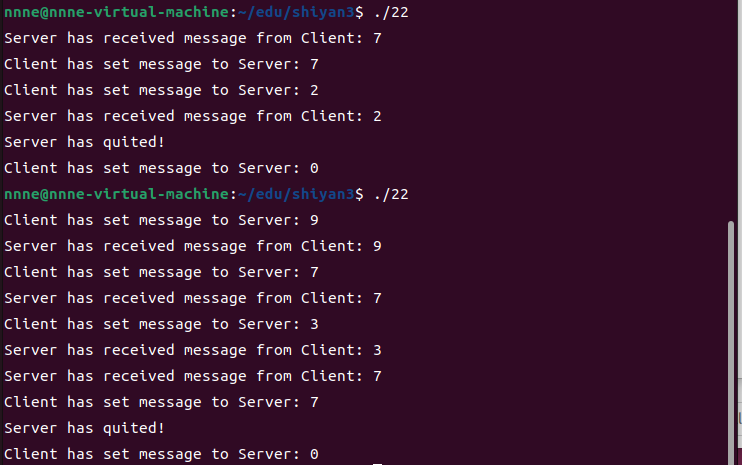 nnne@nnne-virtual-machine:~/edu/shiyan3$ ./22
Server has received message from Client: 7
Client has set message to Server: 7
Client has set message to Server: 2
Server has received message from Client: 2
Server has quited!
Client has set message to Server: 0
nnne@nnne-virtual-machine:~/edu/shiyan3$ ./22
Client has set message to Server: 9
Server has received message from Client: 9
Client has set message to Server: 7
Server has received message from Client: 7
Client has set message to Server: 3
Server has received message from Client: 3
Server has received message from Client: 7
Client has set message to Server: 7
Server has quited!
Client has set message to Server: 0